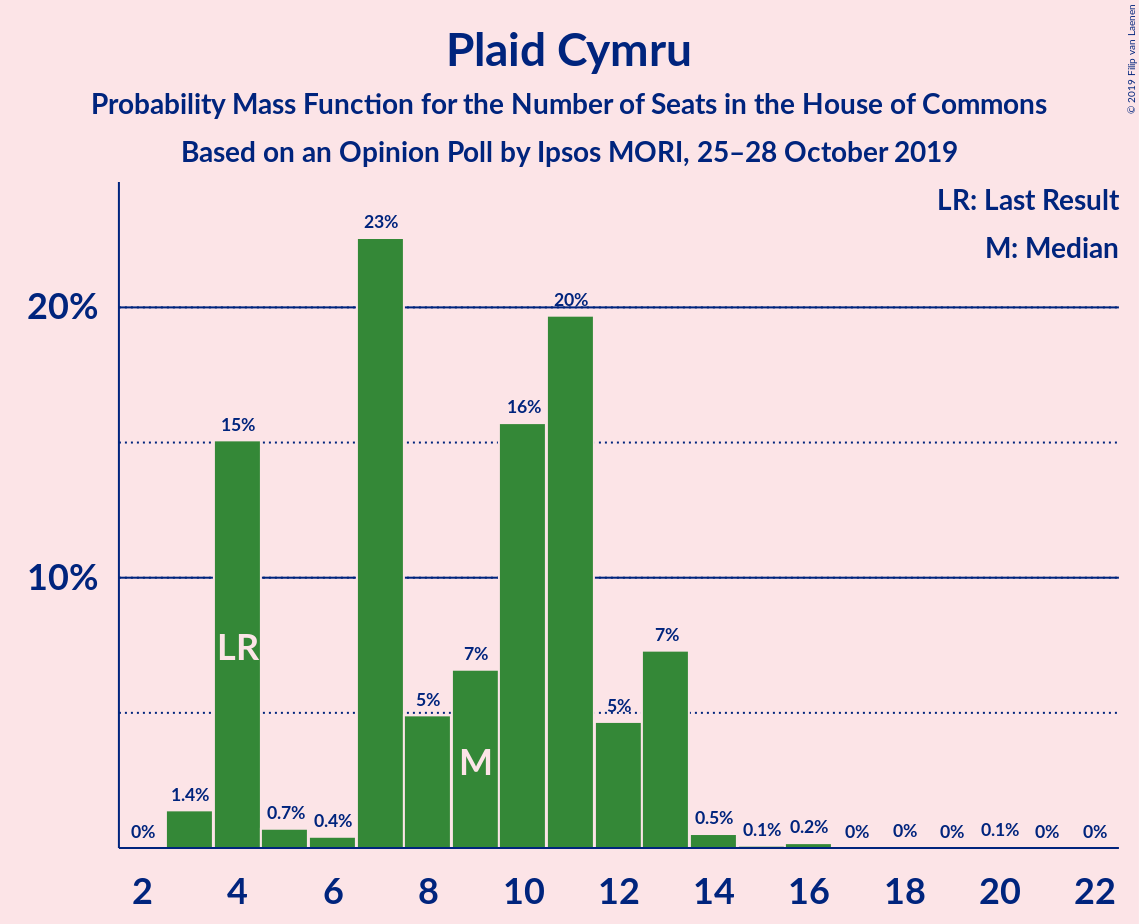 Plaid Cymru
Probability Mass Function for the Number of Seats in the House of Commons
Based on an Opinion Poll by Ipsos MORI, 25–28 October 2019
© 2019 Filip van Laenen
LR: Last Result
M: Median
20%
10%
0%
1.4%
15%
0.7%
0.4%
23%
5%
7%
16%
20%
5%
7%
0.5%
0.1%
0.2%
0%
0%
0%
0.1%
0%
0%
LR
M
2 4 6 8 10 12 14 16 18 20 22